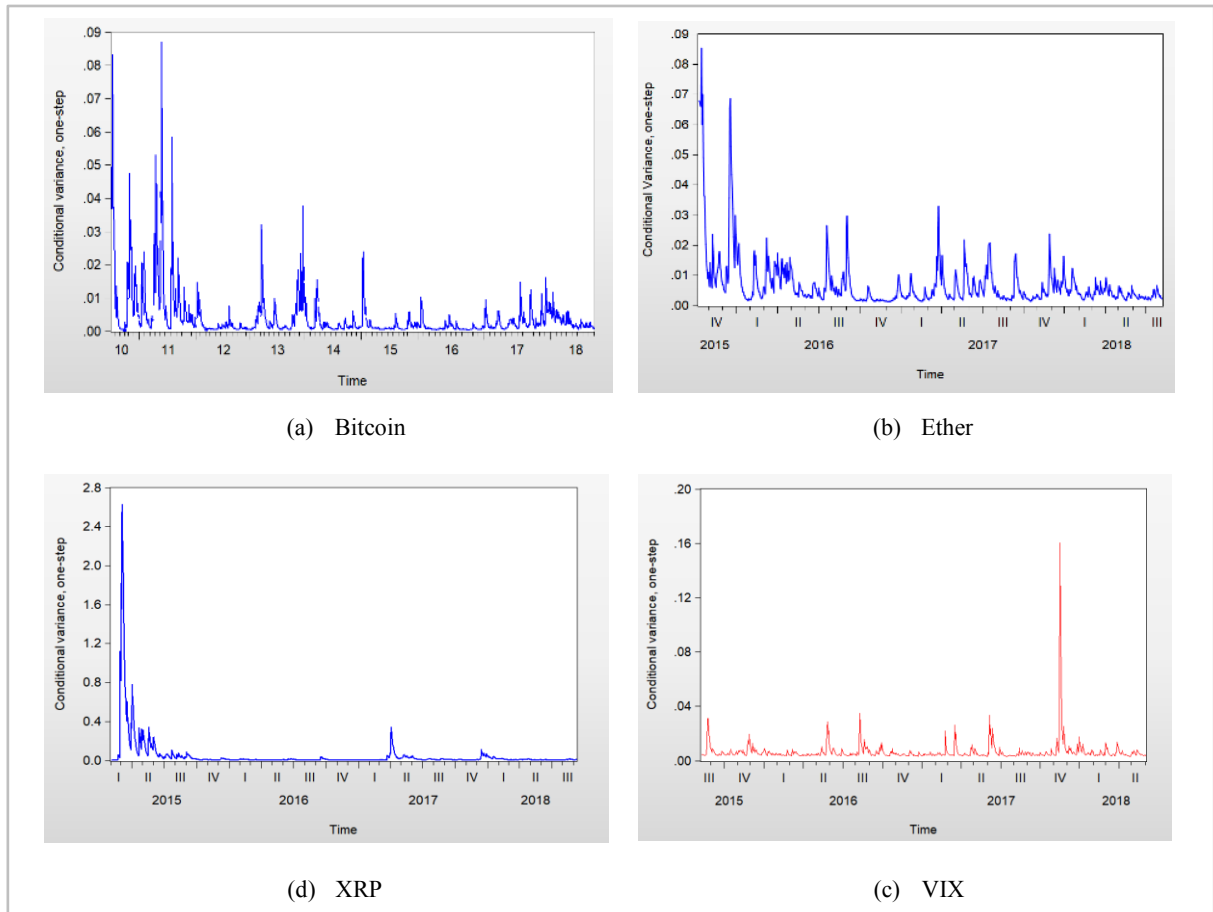 Conditional variance, one-step
.09
.08
.07
.06
.05
.04
.03
.02
.01
.00
10 11 12 13 14 15 16 17 18
Time
(a) Bitcoin
Conditional Variance, one-step
.09
.08
.07
.06
.05
.04
.03
.02
.01
.00
IV I II III IV I II III IV I II III
2015 2016 2017 2018
Time
(b) Ether
Conditional variance, one-step
2.8
2.4
2.0
1.6
1.2
0.8
0.4
0.0
I II III IV I II III IV I II III IV I II III
2015 2016 2017 2018
Time
(d) XRP
Conditional variance, one-step
.20
.16
.12
.08
.04
.00
III IV I II III IV I II III IV I II
2015 2016 2017 2018
Time
(c) VIX